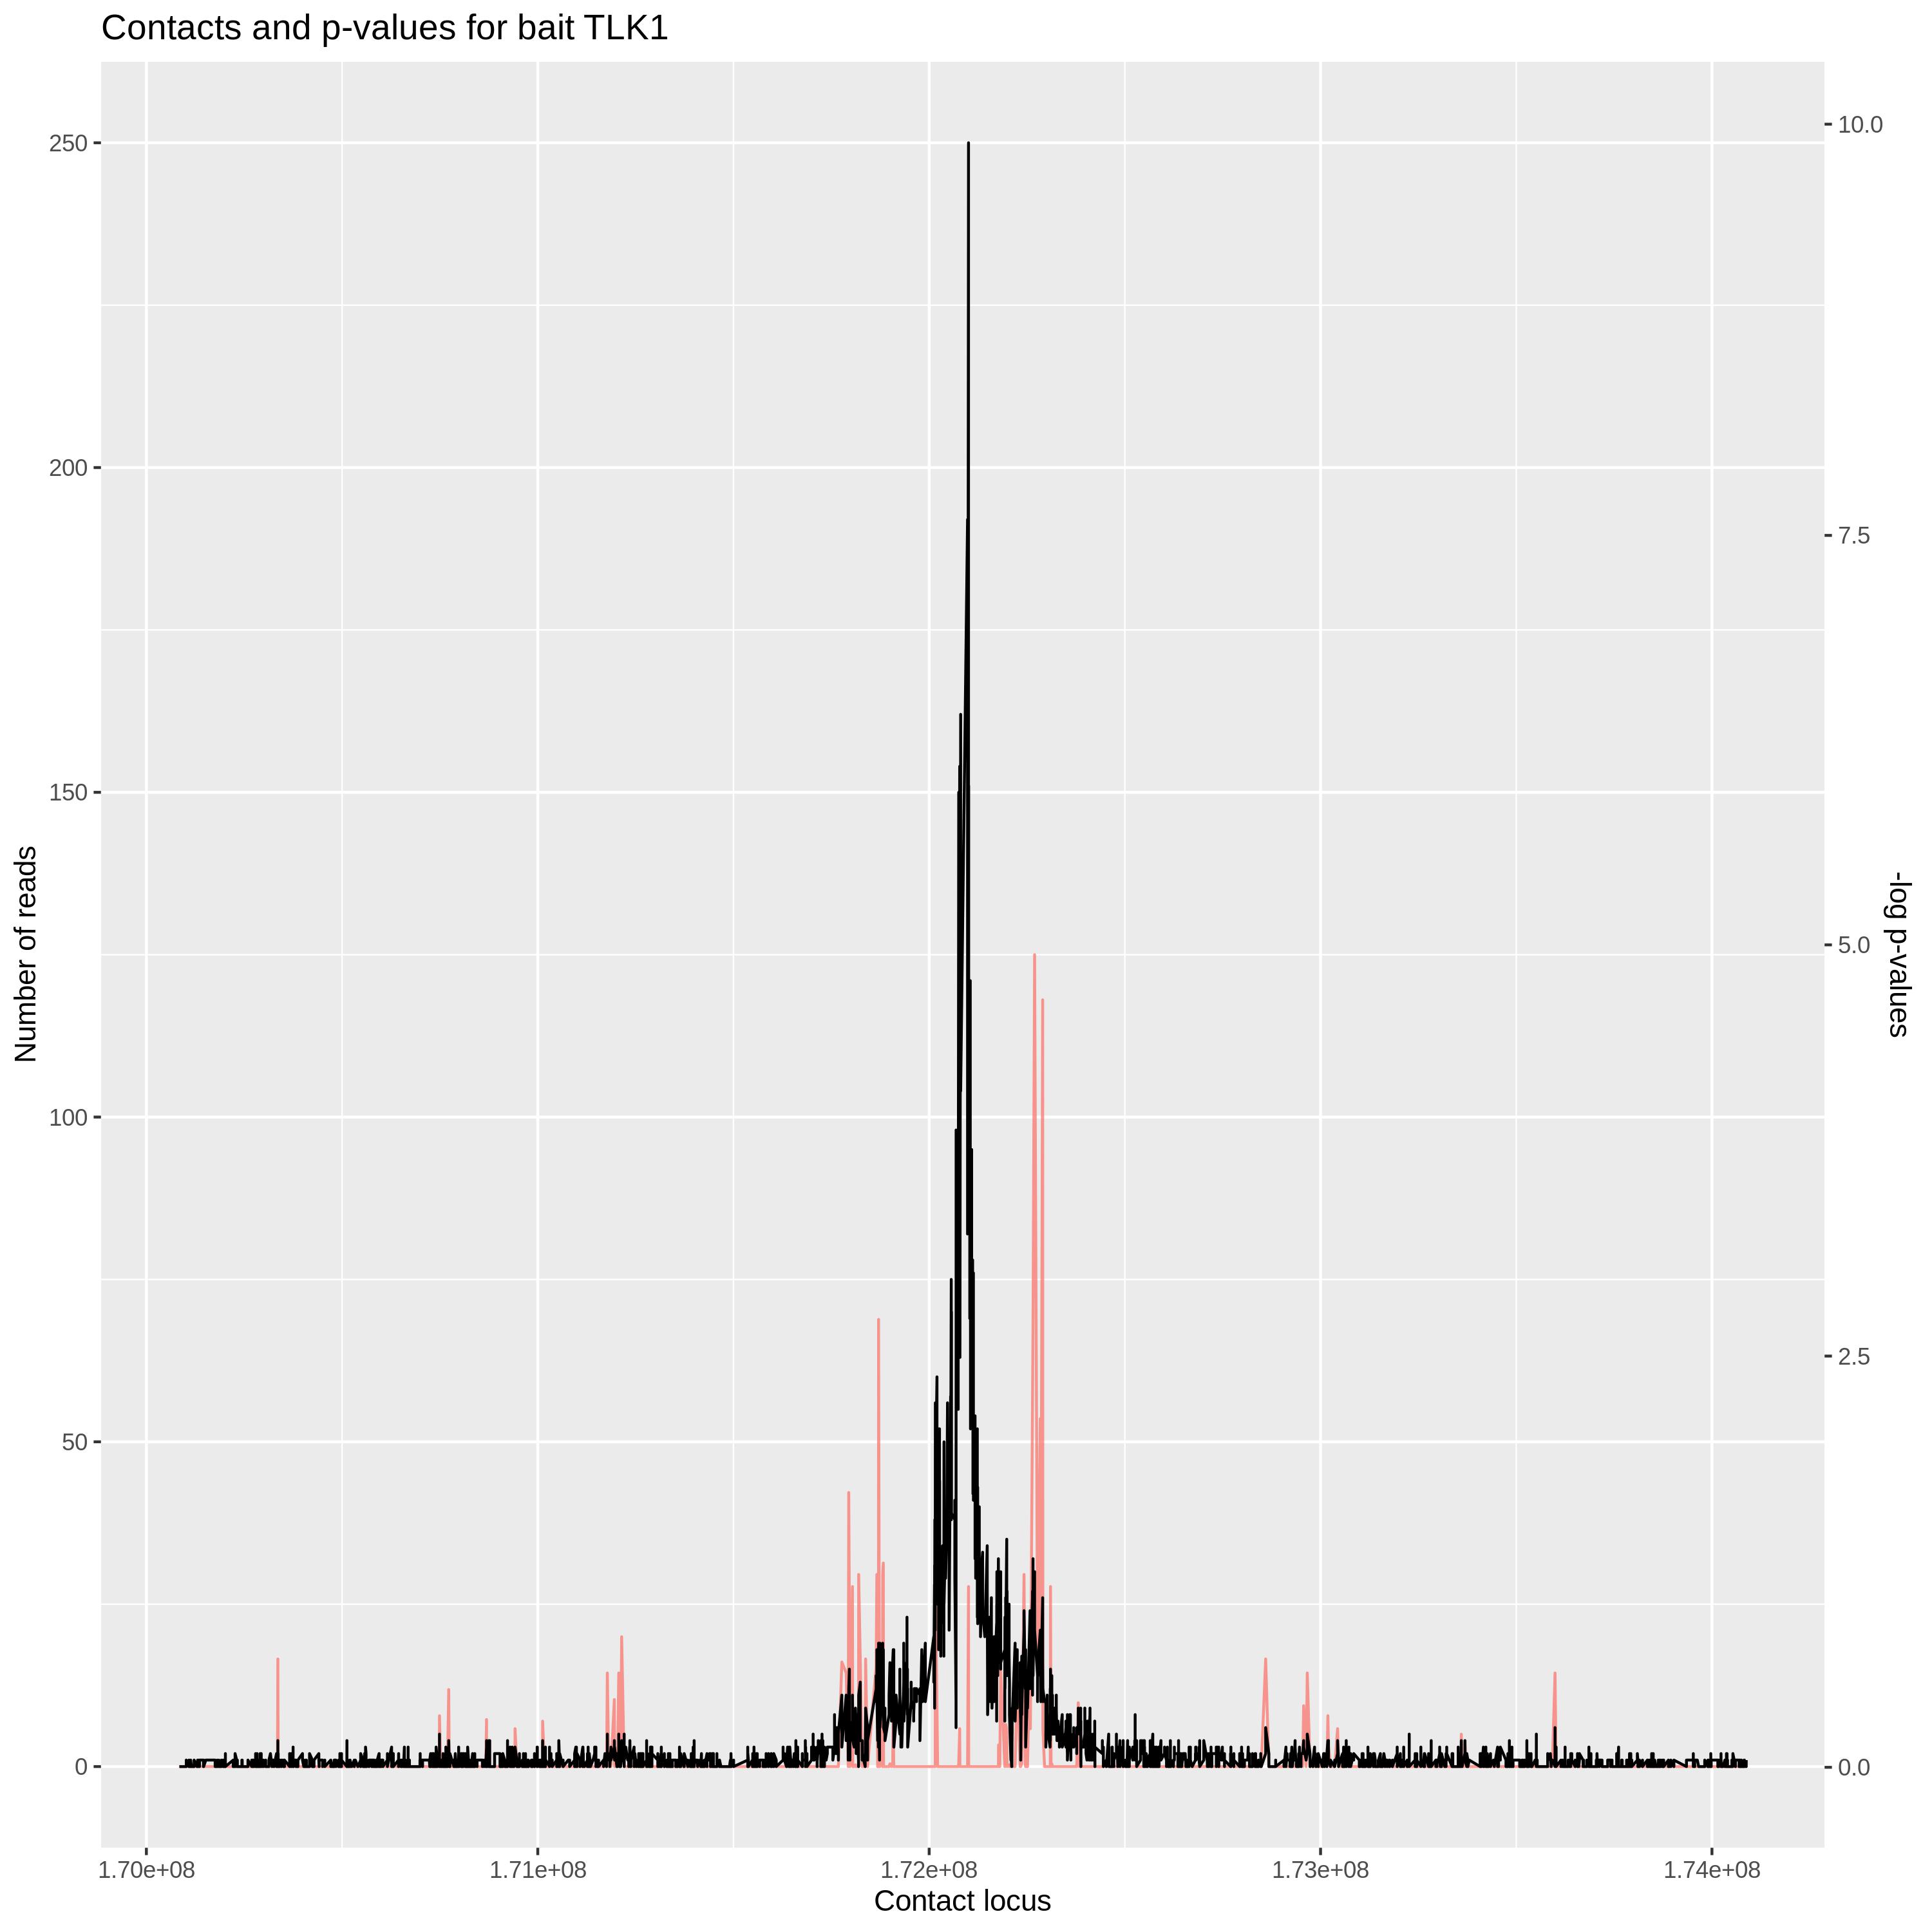 Contacts and p-values for bait TLK1
250
200
150
100
50
0
Number of reads
10.0
7.5
5.0
2.5
0.0
-log p-values
1.70e+08
1.71e+08
1.72e+08
1.73e+08
1.74e+08
Contact locus